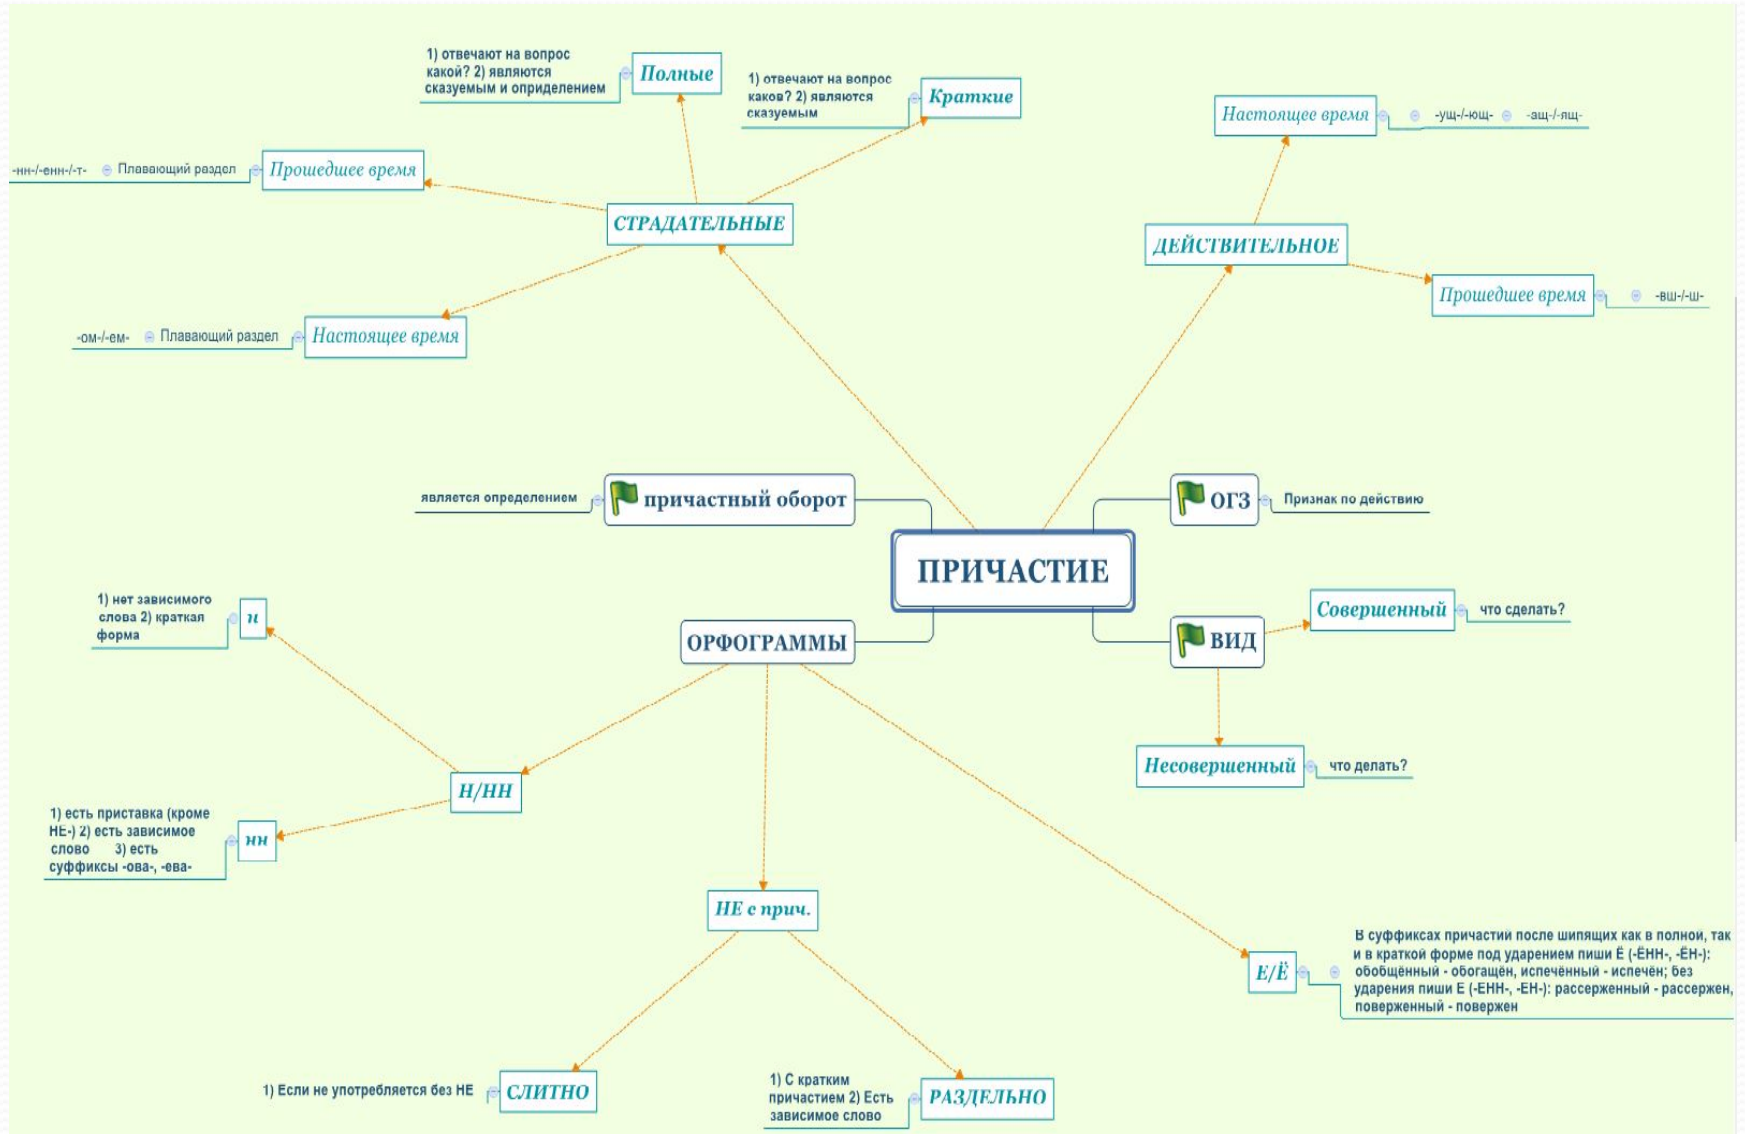 1) отвечают на вопрос
какой? 2) являются
сказуемым и оприделением
Полные
1) отвечают на вопрос
каков? 2) являются
сказуемым
Краткие
Настоящее время
-ущ-/-ющ-
-ащ-/-ящ-
-нн-/-енн-/-т-
Плавающий раздел
Прошедшее время
СТРАДАТЕЛЬНЫЕ
ДЕЙСТВИТЕЛЬНОЕ
Прошедшее время
-вш-/-ш-
-ом-/-ем-
Плавающий раздел
Настоящее время
является определением
причастный оборот
ОГЗ
Признак по действию
ПРИЧАСТИЕ
1) нет зависимого
слова 2) краткая
форма
н
ОРФОГРАММЫ
ВИД
Совершенный
что сделать?
Несовершенный
что делать?
Н/НН
1) есть приставка (кроме
НЕ-) 2) есть зависимое
слово 3) есть
суффиксы -ова-, -ева-
нн
НЕ с прич.
Е/Ё
В суффиксах причастий после шипящих как в полной, так
и в краткой форме под ударением пиши Ё (-ЁНН-, -ЁН-):
обобщённый - обогащён, испечённый - испечён; без
ударения пиши Е (-ЕНН-, -ЕН-): рассерженный - рассержен,
поверженный - повержен
1) Если не употребляется без НЕ
СЛИТНО
1) С кратким
причастием 2) Есть
зависимое слово
РАЗДЕЛЬНО